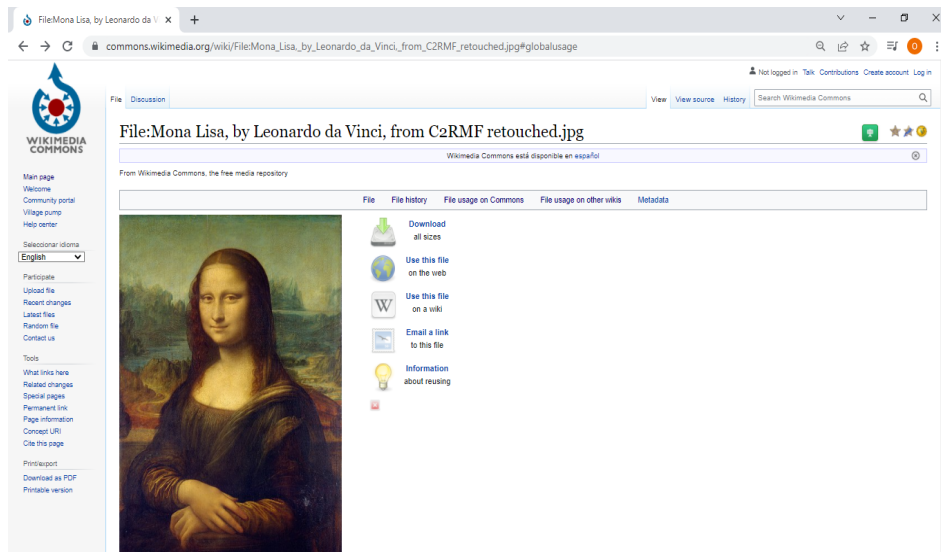 File:Mona Lisa, by Leonardo da V
commons.wikimedia.org/wiki/File:Mona_Lisa,_by_Leonardo_da_Vinci,_from_C2RMF_retouched.jpg#globalusage
O
Not logged in Talk Contributions Create account Log in
File Discussion View View source History Search Wikimedia Commons
WIKIMEDIA
COMMONS
File:Mona Lisa, by Leonardo da Vinci, from C2RMF retouched.jpg
Wikimedia Commons está disponible en español
From Wikimedia Commons, the free media repository
File File history File usage on Commons File usage on other wikis Metadata
Main page
Welcome
Community portal
Village pump
Help center
Seleccionar idioma
English
Participate
Upload file
Recent changes
Latest files
Random file
Contact us
Tools
What links here
Related changes
Special pages
Permanent link
Page information
Concept URI
Cite this page
Print/export
Download as PDF
Printable version
Download
all sizes
Use this file
on the web
W
Use this file
on a wiki
Email a link
to this file
Information
about reusing